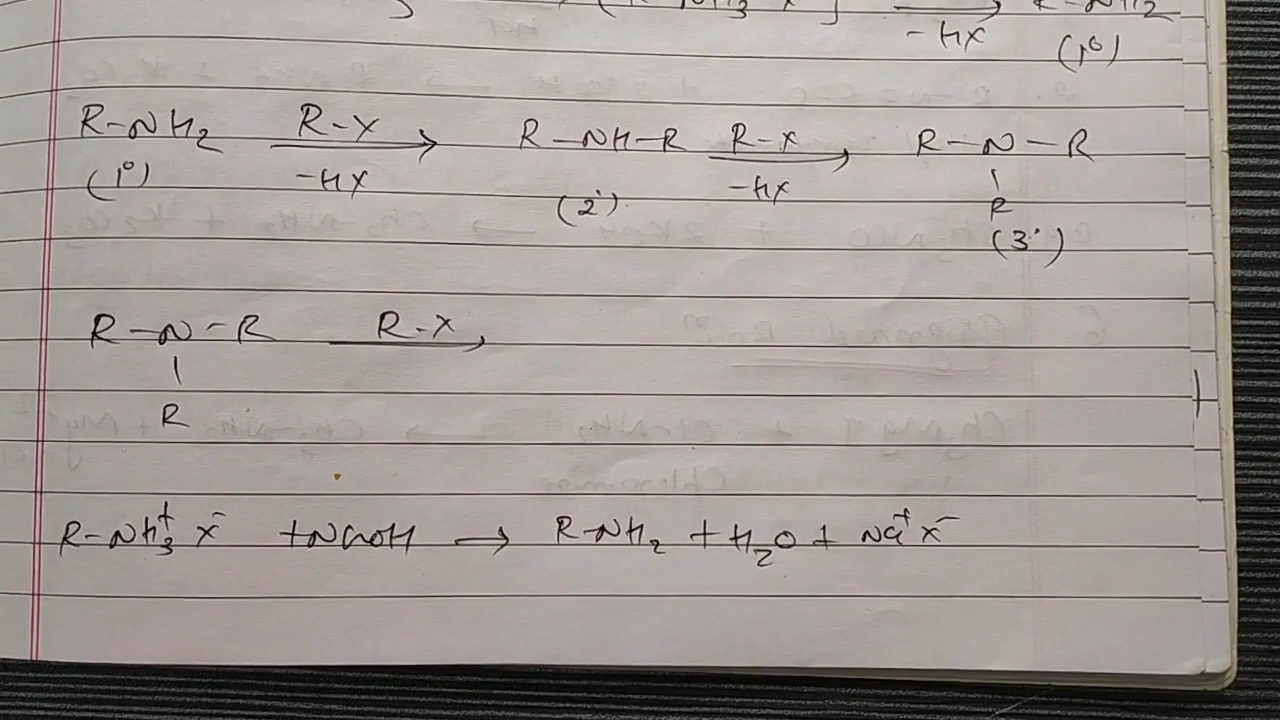 -HX (1°)
R-NH₂ R-X → R-NH-R R-X → R-N-R
(1°) -HX (2°) -HX R
(3°)
R-N-R R-X →
R
R-NH₃⁺ X⁻ + NaOH → R-NH₂ + H₂O + Na⁺X⁻